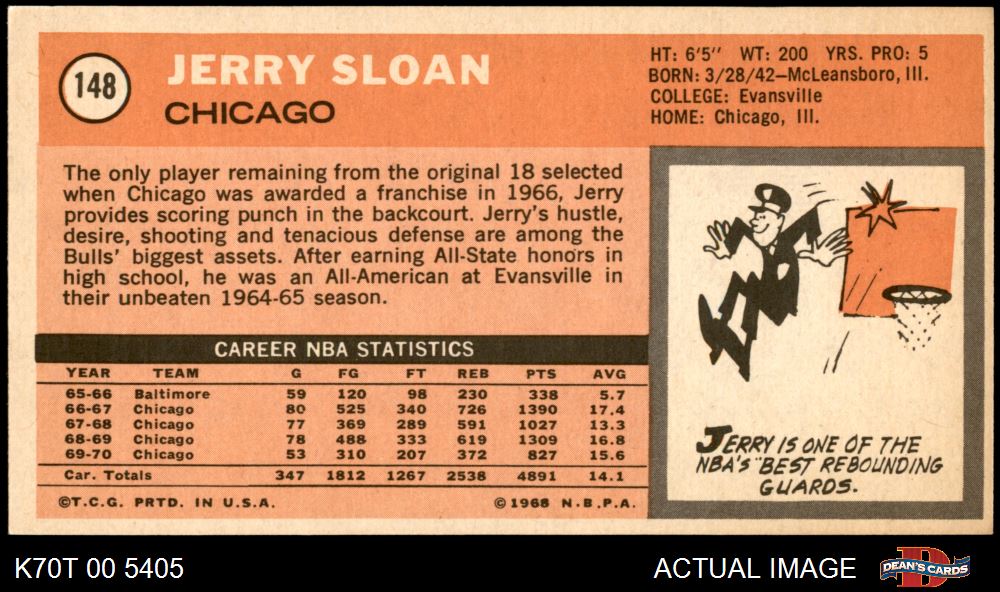 148
JERRY SLOAN
CHICAGO
HT: 6'5" WT: 200 YRS. PRO: 5
BORN: 3/28/42—McLeansboro, Ill.
COLLEGE: Evansville
HOME: Chicago, Ill.
The only player remaining from the original 18 selected
when Chicago was awarded a franchise in 1966, Jerry
provides scoring punch in the backcourt. Jerry's hustle,
desire, shooting and tenacious defense are among the
Bulls' biggest assets. After earning All-State honors in
high school, he was an All-American at Evansville in
their unbeaten 1964-65 season.
CAREER NBA STATISTICS
YEAR TEAM G FG FT REB PTS AVG
65-66 Baltimore 59 120 98 230 338 5.7
66-67 Chicago 80 525 340 726 1390 17.4
67-68 Chicago 77 369 289 591 1027 13.3
68-69 Chicago 78 488 333 619 1309 16.8
69-70 Chicago 53 310 207 372 827 15.6
Car. Totals 347 1812 1267 2538 4891 14.1
©T.C.G. PRTD. IN U.S.A. ©1968 N.B.P.A.
JERRY IS ONE OF THE
NBA'S "BEST REBOUNDING
GUARDS.
K70T 00 5405
ACTUAL IMAGE
D
DEAN'S CARDS